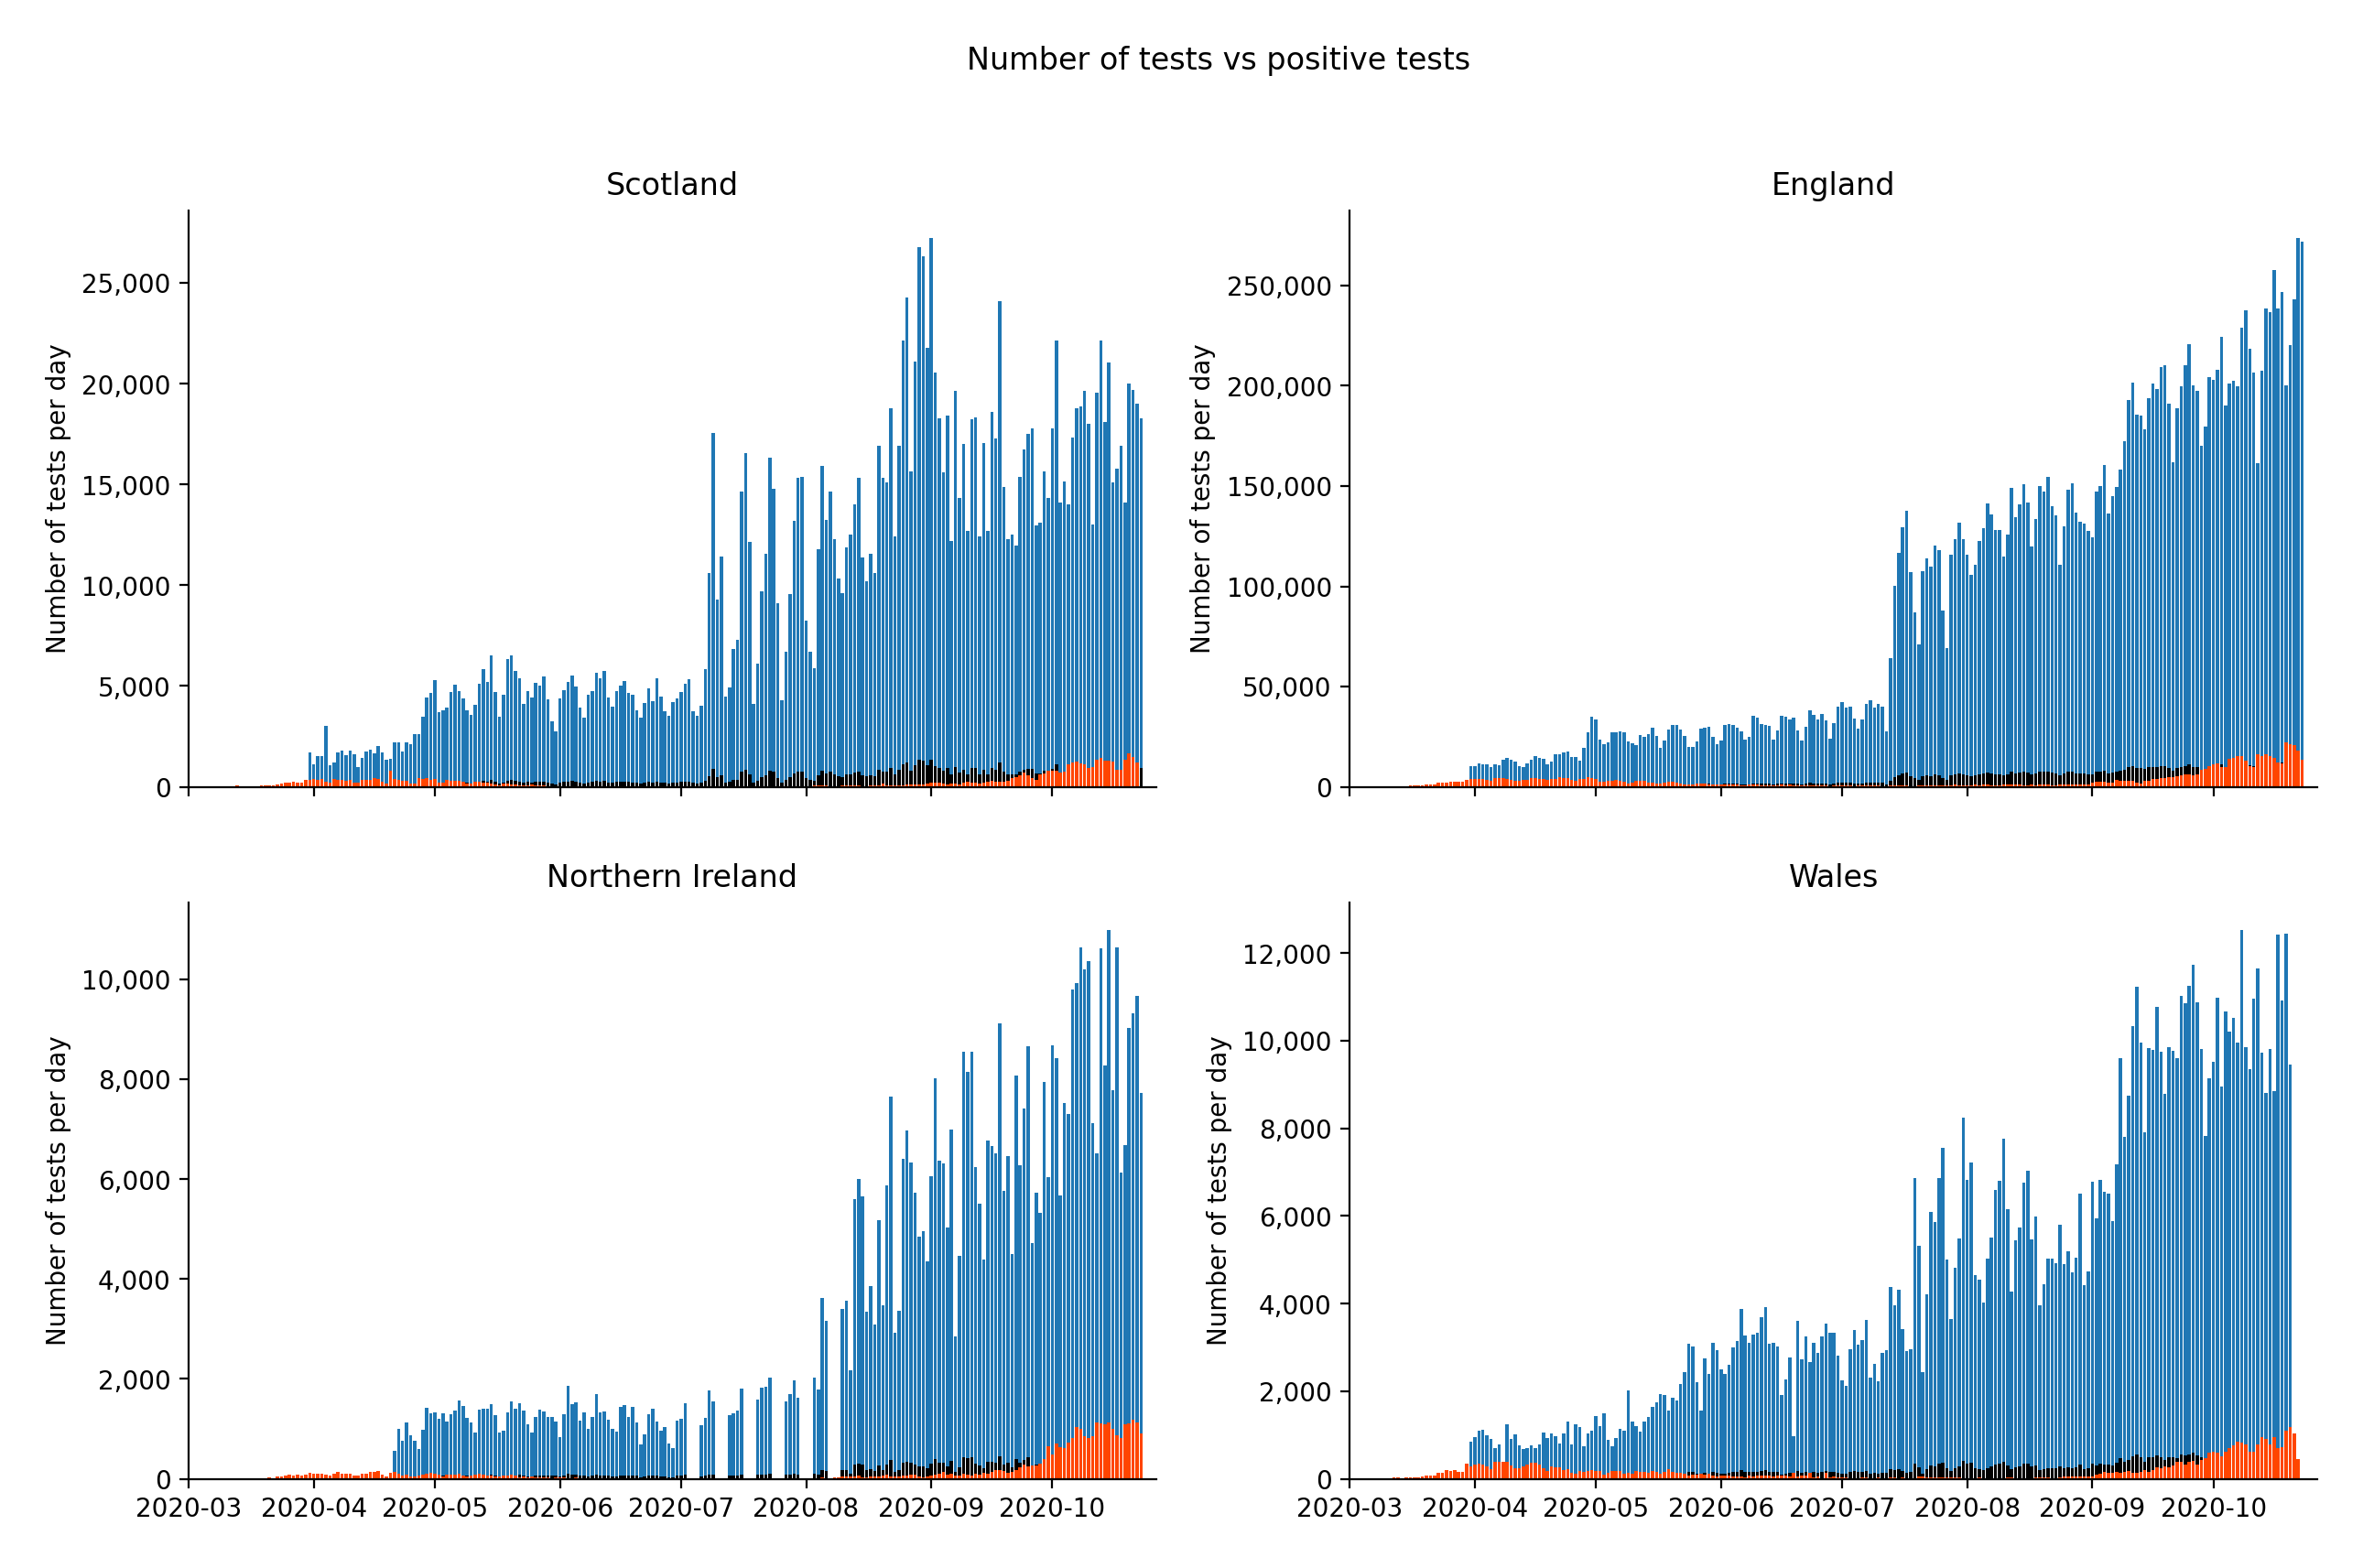 Number of tests vs positive tests
Scotland
Number of tests per day
25,000
20,000
15,000
10,000
5,000
0
England
Number of tests per day
250,000
200,000
150,000
100,000
50,000
0
Northern Ireland
Number of tests per day
10,000
8,000
6,000
4,000
2,000
0
2020-03 2020-04 2020-05 2020-06 2020-07 2020-08 2020-09 2020-10
Wales
Number of tests per day
12,000
10,000
8,000
6,000
4,000
2,000
0
2020-03 2020-04 2020-05 2020-06 2020-07 2020-08 2020-09 2020-10